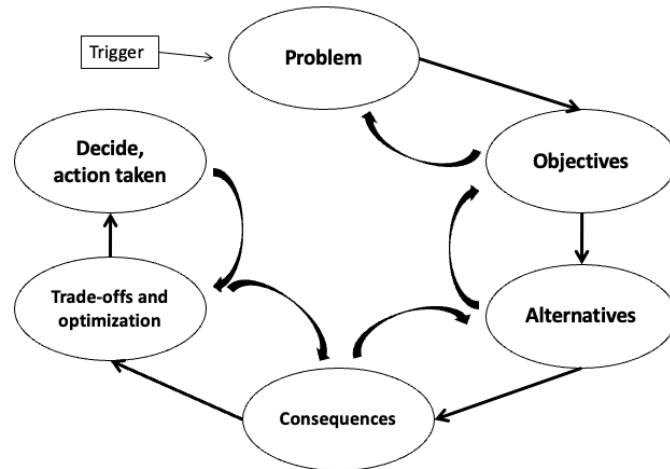 Trigger
Problem
Objectives
Alternatives
Consequences
Trade-offs and
optimization
Decide,
action taken